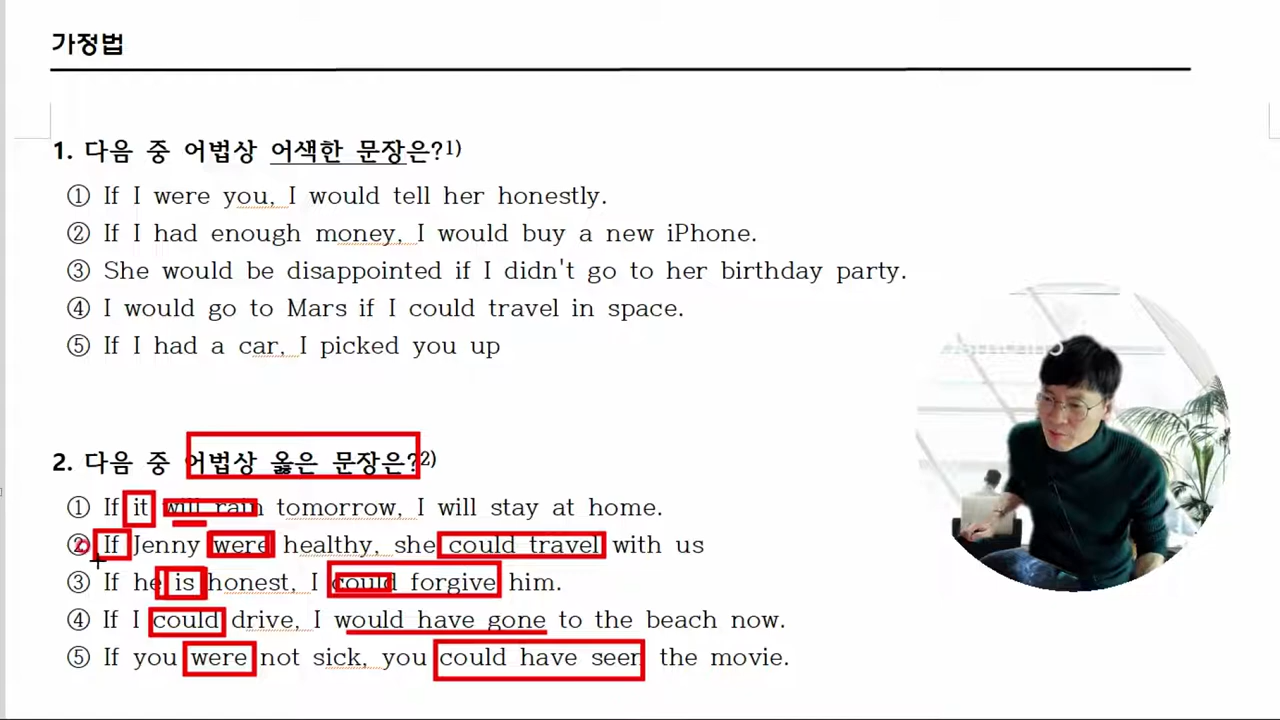 가정법
1. 다음 중 어법상 어색한 문장은?1)
① If I were you, I would tell her honestly.
② If I had enough money, I would buy a new iPhone.
③ She would be disappointed if I didn't go to her birthday party.
④ I would go to Mars if I could travel in space.
⑤ If I had a car, I picked you up
2. 다음 중 어법상 옳은 문장은?2)
① If it will rain tomorrow, I will stay at home.
② If Jenny were healthy, she could travel with us
③ If he is honest, I could forgive him.
④ If I could drive, I would have gone to the beach now.
⑤ If you were not sick, you could have seen the movie.